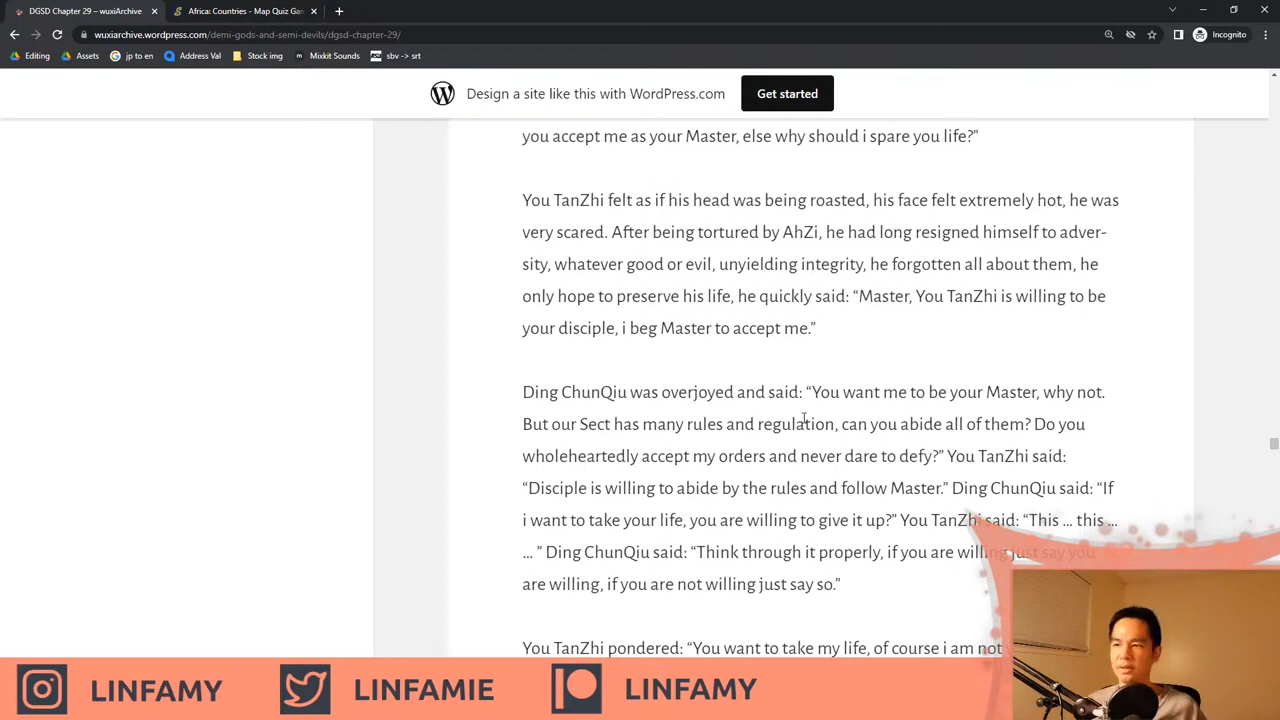 DGSD Chapter 29 – wuxiArchive
Africa: Countries - Map Quiz Gam
wuxiarchive.wordpress.com/demi-gods-and-semi-devils/dgsd-chapter-29/
Incognito
Editing
Assets
jp to en
Address Val
Stock img
Mixkit Sounds
sbv -> srt
Design a site like this with WordPress.com
Get started
you accept me as your Master, else why should i spare you life?”
You TanZhi felt as if his head was being roasted, his face felt extremely hot, he was
very scared. After being tortured by AhZi, he had long resigned himself to adver-
sity, whatever good or evil, unyielding integrity, he forgotten all about them, he
only hope to preserve his life, he quickly said: “Master, You TanZhi is willing to be
your disciple, i beg Master to accept me.”
Ding ChunQiu was overjoyed and said: “You want me to be your Master, why not.
But our Sect has many rules and regulation, can you abide all of them? Do you
wholeheartedly accept my orders and never dare to defy?” You TanZhi said:
“Disciple is willing to abide by the rules and follow Master.” Ding ChunQiu said: “If
i want to take your life, you are willing to give it up?” You TanZhi said: “This … this …
… ” Ding ChunQiu said: “Think through it properly, if you are willing just say you
are willing, if you are not willing just say so.”
You TanZhi pondered: “You want to take my life, of course i am not
LINFAMY
LINFAMIE
LINFAMY